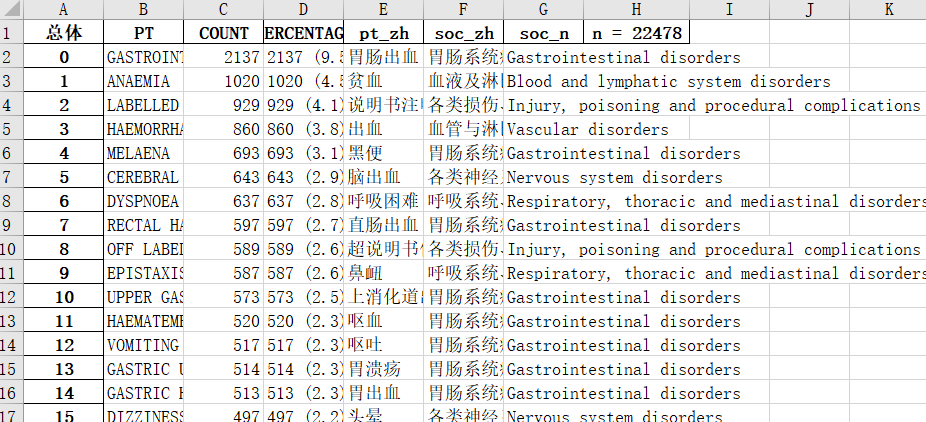 A B C D E F G H I J K
1 总体 PT COUNT ERCENTAG pt_zh soc_zh soc_n n = 22478
2 0 GASTROINT 2137 2137 (9.5 胃肠出血 胃肠系统 Gastrointestinal disorders
3 1 ANAEMIA 1020 1020 (4.5 贫血 血液及淋 Blood and lymphatic system disorders
4 2 LABELLED 929 929 (4.1) 说明书注 各类损伤、 Injury, poisoning and procedural complications
5 3 HAEMORRHA 860 860 (3.8) 出血 血管与淋 Vascular disorders
6 4 MELAENA 693 693 (3.1) 黑便 胃肠系统 Gastrointestinal disorders
7 5 CEREBRAL 643 643 (2.9) 脑出血 各类神经 Nervous system disorders
8 6 DYSPNOEA 637 637 (2.8) 呼吸困难 呼吸系统、 Respiratory, thoracic and mediastinal disorders
9 7 RECTAL HA 597 597 (2.7) 直肠出血 胃肠系统 Gastrointestinal disorders
10 8 OFF LABEL 589 589 (2.6) 超说明书 各类损伤、 Injury, poisoning and procedural complications
11 9 EPISTAXIS 587 587 (2.6) 鼻衄 呼吸系统、 Respiratory, thoracic and mediastinal disorders
12 10 UPPER GAS 573 573 (2.5) 上消化道 胃肠系统 Gastrointestinal disorders
13 11 HAEMATEME 520 520 (2.3) 呕血 胃肠系统 Gastrointestinal disorders
14 12 VOMITING 517 517 (2.3) 呕吐 胃肠系统 Gastrointestinal disorders
15 13 GASTRIC U 514 514 (2.3) 胃溃疡 胃肠系统 Gastrointestinal disorders
16 14 GASTRIC H 513 513 (2.3) 胃出血 胃肠系统 Gastrointestinal disorders
17 15 DIZZINESS 497 497 (2.2) 头晕 各类神经 Nervous system disorders